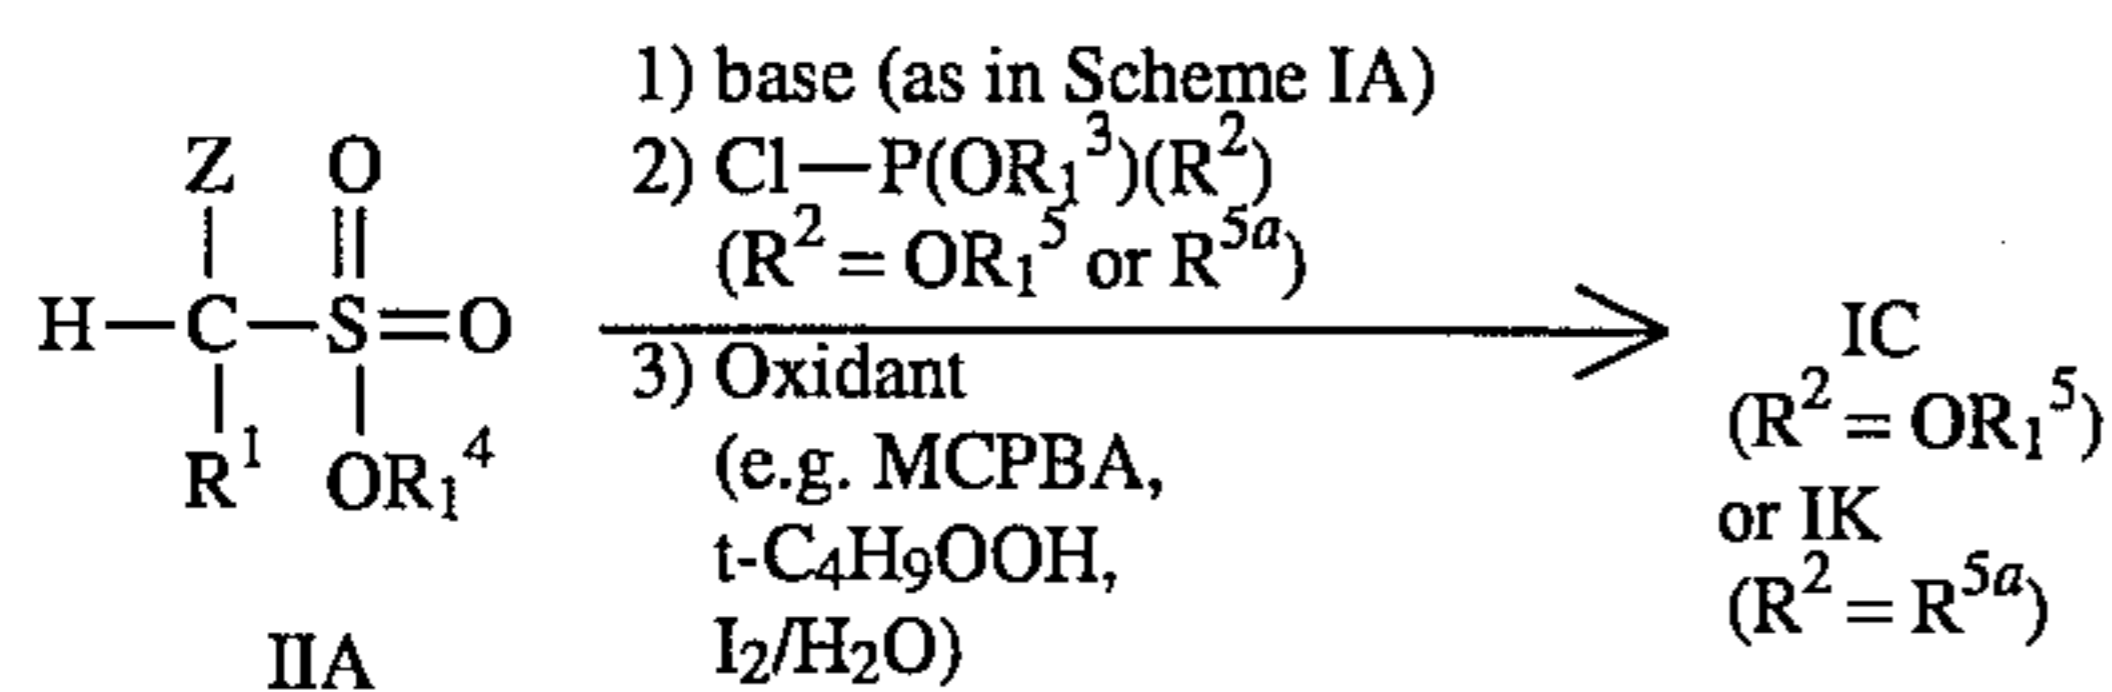 1) base (as in Scheme IA)
2) Cl—P(OR₁³)(R²)
(R² = OR₁⁵ or R⁵ᵃ)
3) Oxidant
(e.g. MCPBA,
t-C₄H₉OOH,
I₂/H₂O)
Z O
H—C—S=O
R¹ OR₁⁴
IIA
IC
(R² = OR₁⁵)
or IK
(R² = R⁵ᵃ)